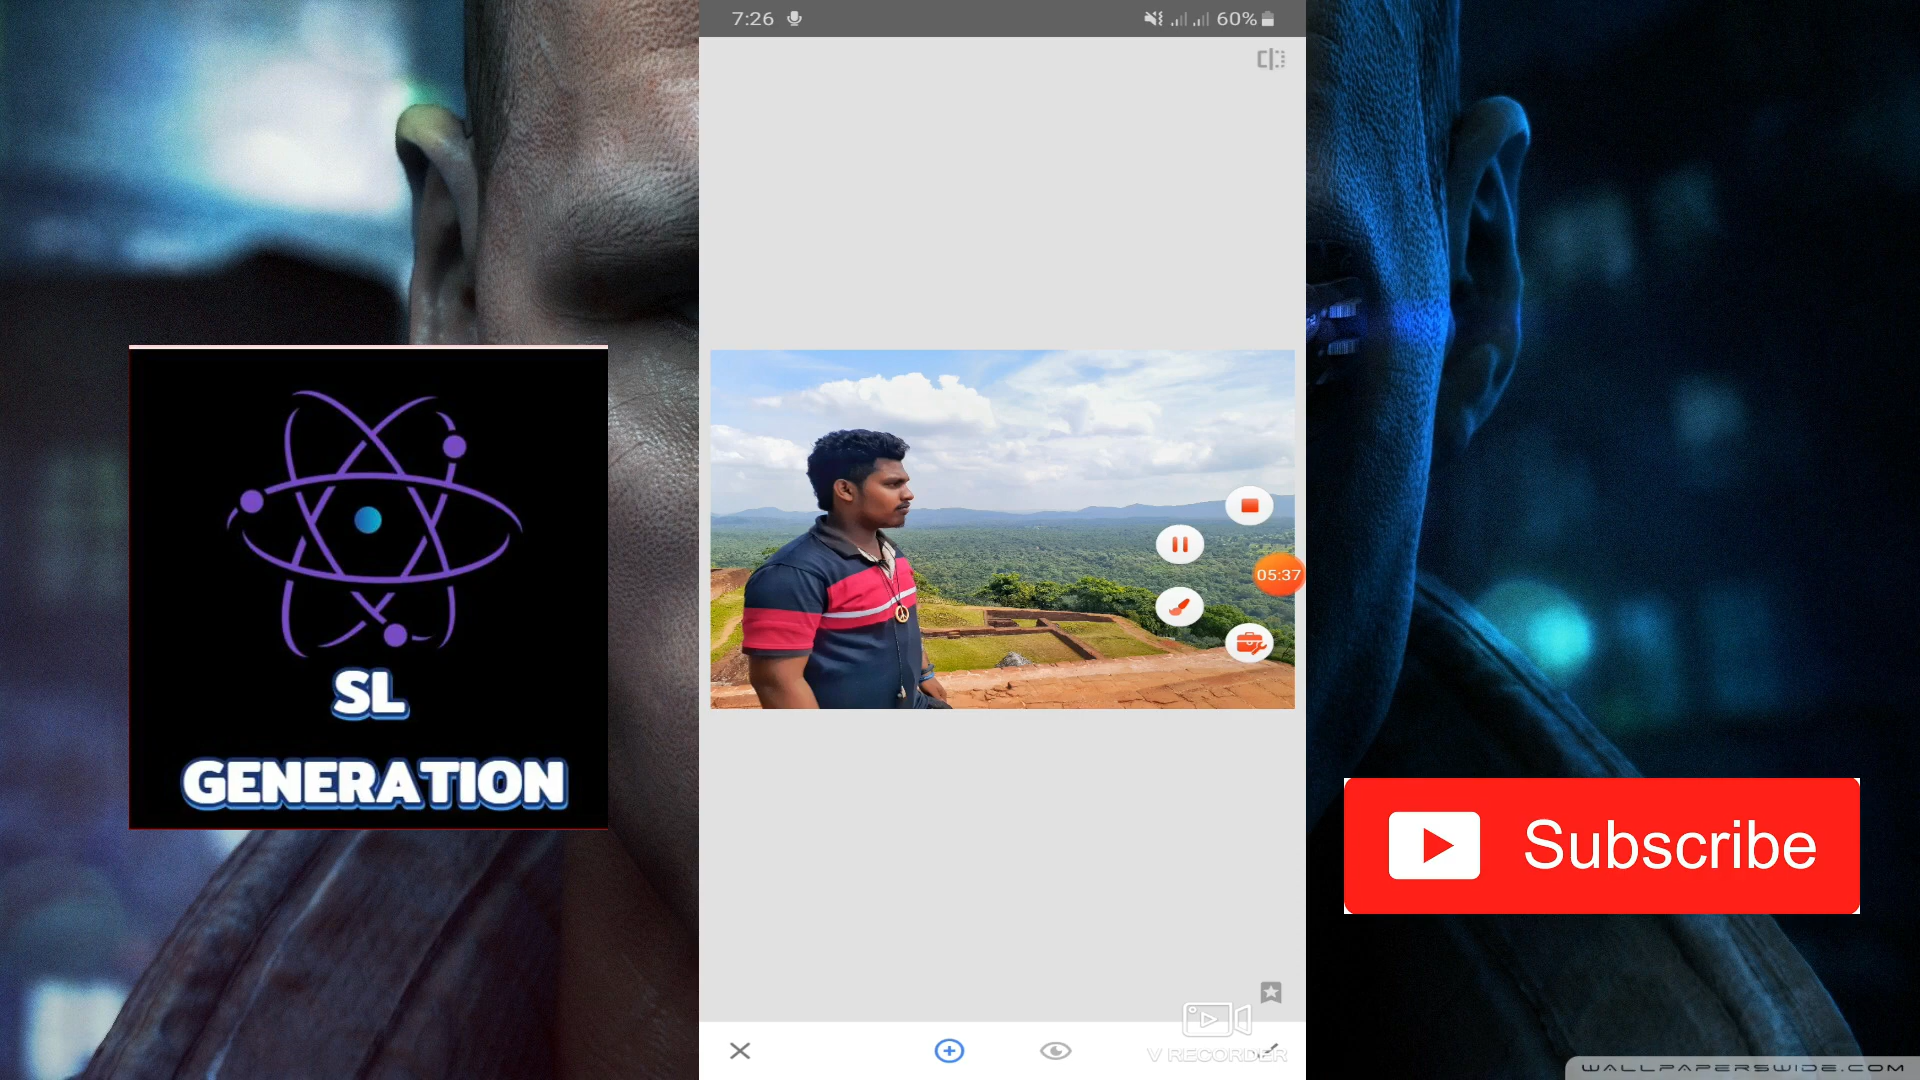 7:26
60%
05:37
SL
GENERATION
Subscribe
V RECORDER
WALLPAPERSWIDE.COM